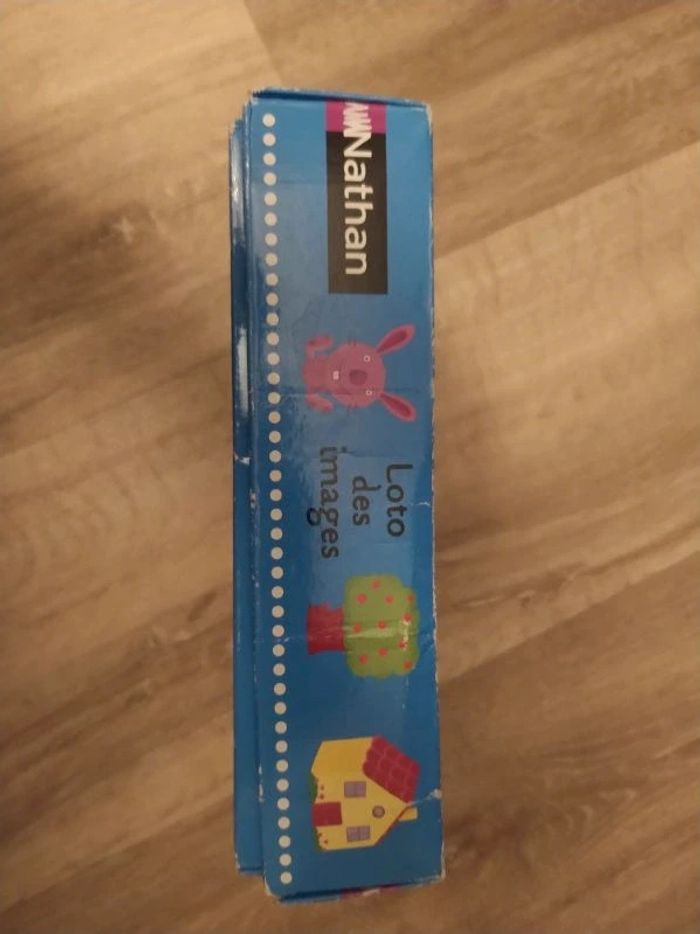 Nathan
Loto
des
images